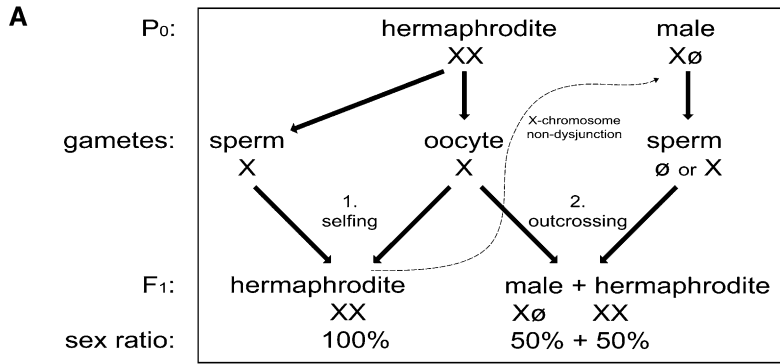 A
P0: hermaphrodite male
XX Xø
X-chromosome
non-dysjunction
gametes: sperm oocyte sperm
X X ø or X
1. 2.
selfing outcrossing
F1: hermaphrodite male + hermaphrodite
XX Xø XX
sex ratio: 100% 50% + 50%